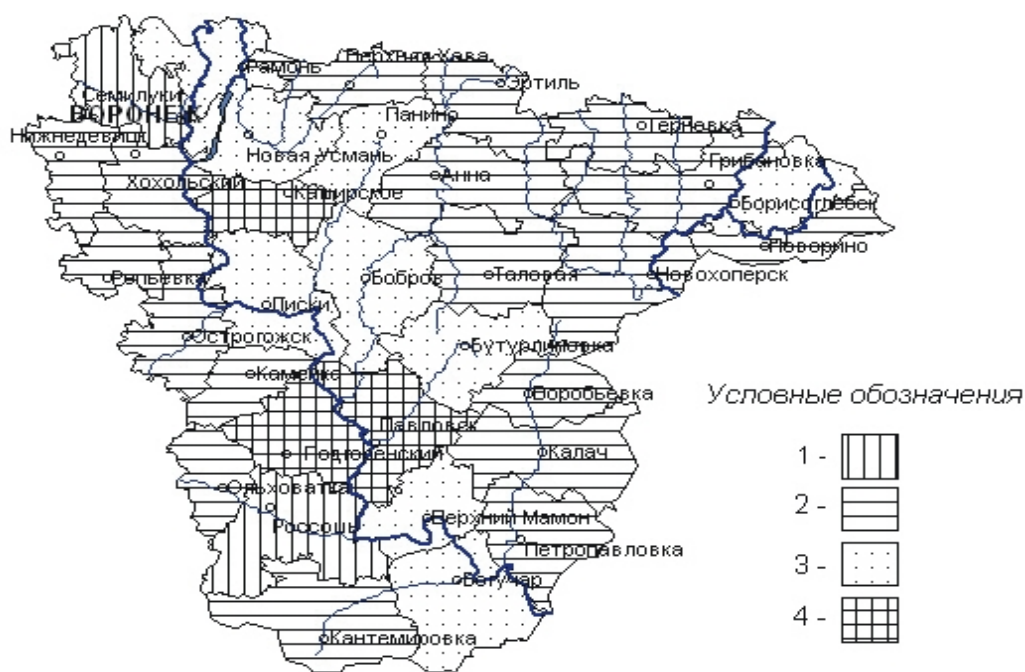 Верхний Хава
Рамонь
Эртиль
Семилуки
ВОРОНЕЖ
Панино
Терневка
Нижнедевицк
Новая Усмань
Грибановка
Хохольский
Каширское
Анна
Борисоглебск
Поворино
Репьевка
Бобров
Таловая
Новохоперск
Лиски
Острогожск
Бутурлиновка
Каменка
Воробьевка
Условные обозначения
Павловск
Подгоренский
Калач
1 -
Ольховатка
2 -
Россошь
Верхний Мамон
Петропавловка
3 -
Богучар
4 -
Кантемировка